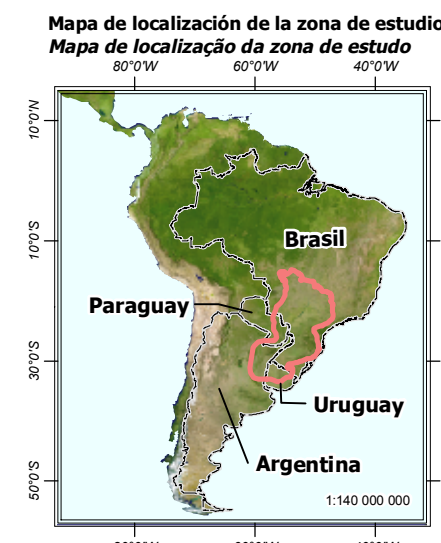 Mapa de localización de la zona de estudio
Mapa de localização da zona de estudo
80°0'W 60°0'W 40°0'W
10°0'N
10°0'S
Brasil
Paraguay
30°0'S
Uruguay
Argentina
50°0'S
1:140 000 000